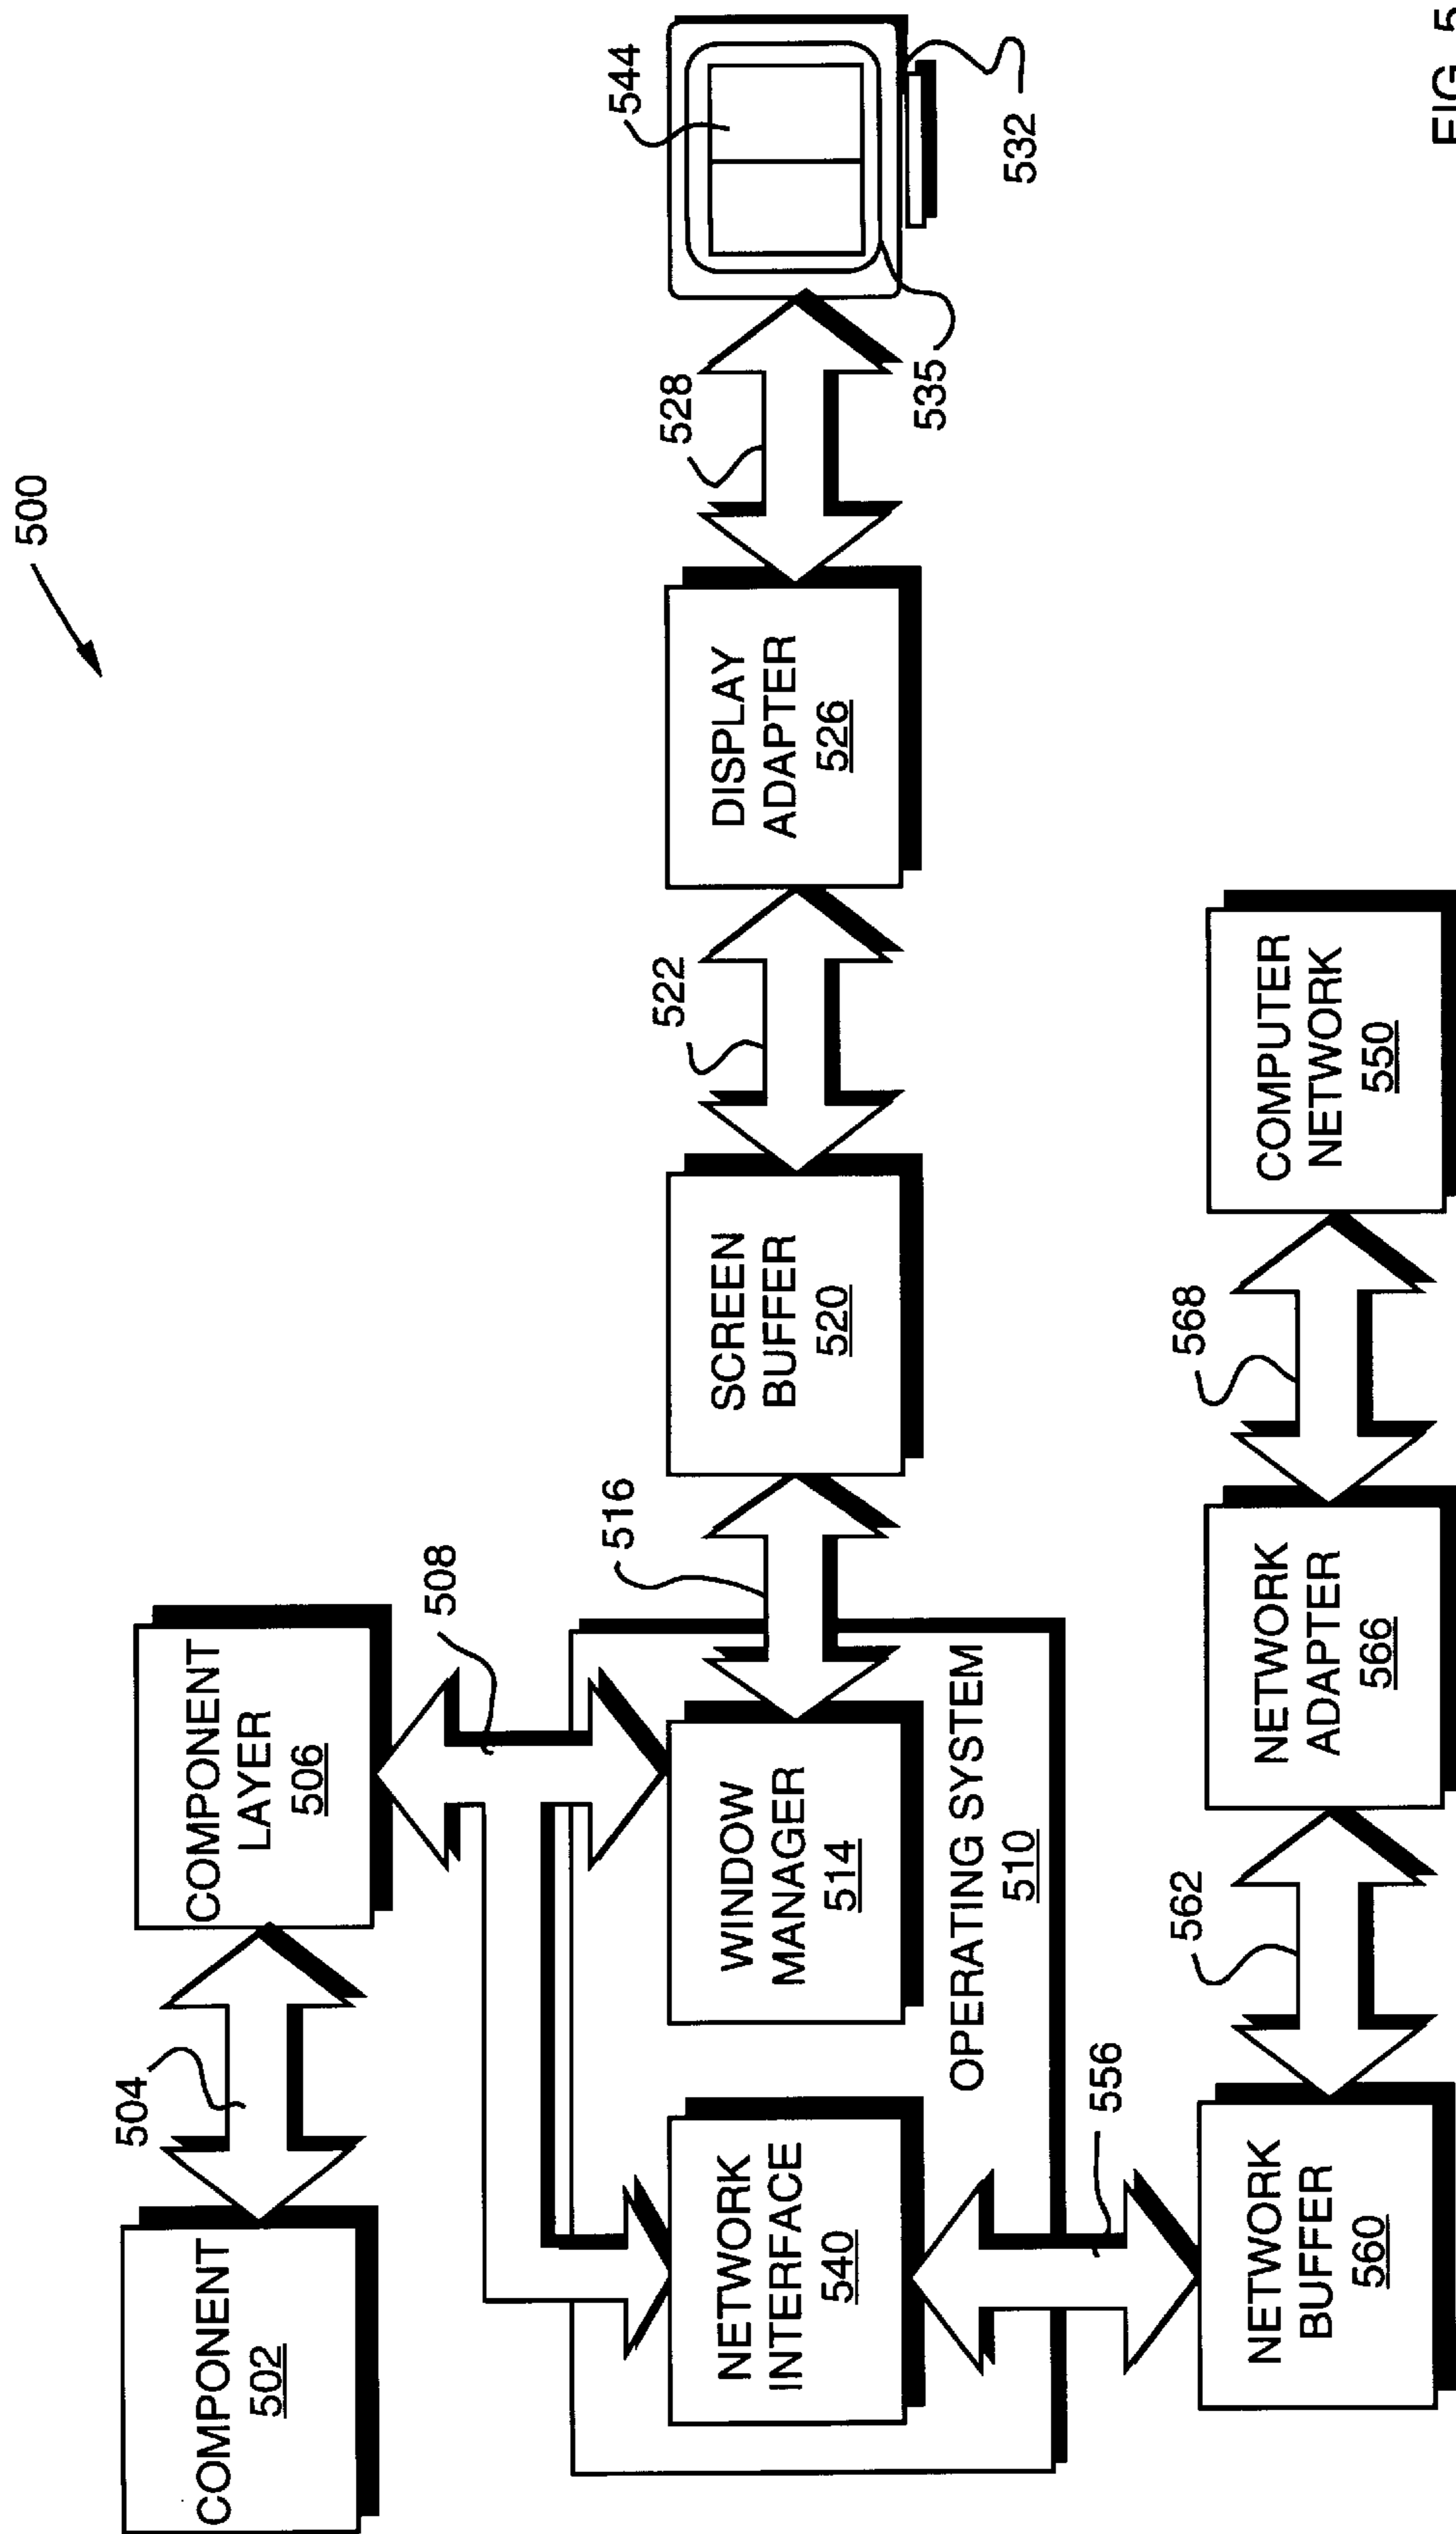 500
COMPONENT
502
504
COMPONENT
LAYER
506
508
NETWORK
INTERFACE
540
WINDOW
MANAGER
514
OPERATING SYSTEM
510
516
SCREEN
BUFFER
520
522
DISPLAY
ADAPTER
526
528
544
535
532
556
NETWORK
BUFFER
560
562
NETWORK
ADAPTER
566
568
COMPUTER
NETWORK
550
FIG. 5